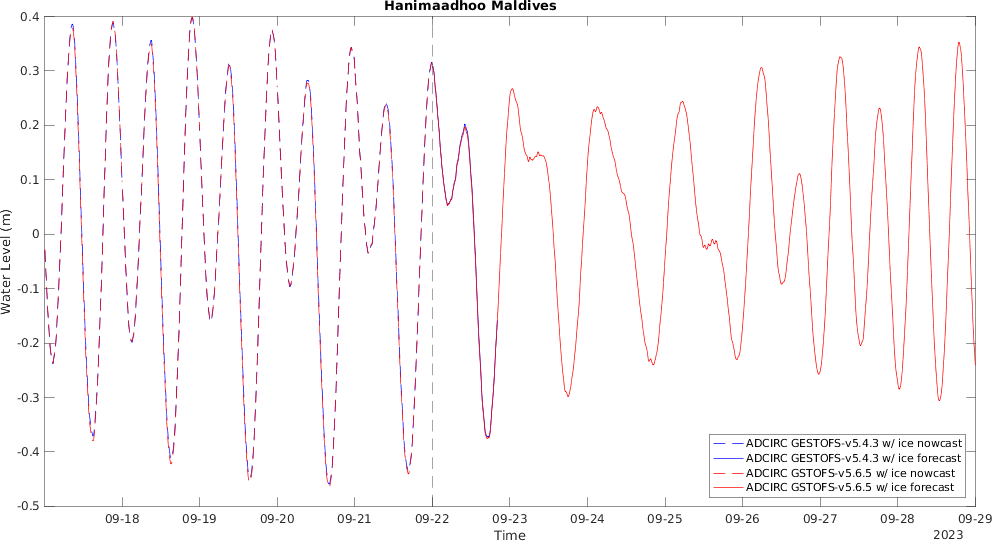 Hanimaadhoo Maldives
0.4
0.3
0.2
0.1
0
-0.1
-0.2
-0.3
-0.4
-0.5
Water Level (m)
ADCIRC GESTOFS-v5.4.3 w/ ice nowcast
ADCIRC GESTOFS-v5.4.3 w/ ice forecast
ADCIRC GSTOFS-v5.6.5 w/ ice nowcast
ADCIRC GSTOFS-v5.6.5 w/ ice forecast
09-18 09-19 09-20 09-21 09-22 09-23 09-24 09-25 09-26 09-27 09-28 09-29
Time
2023